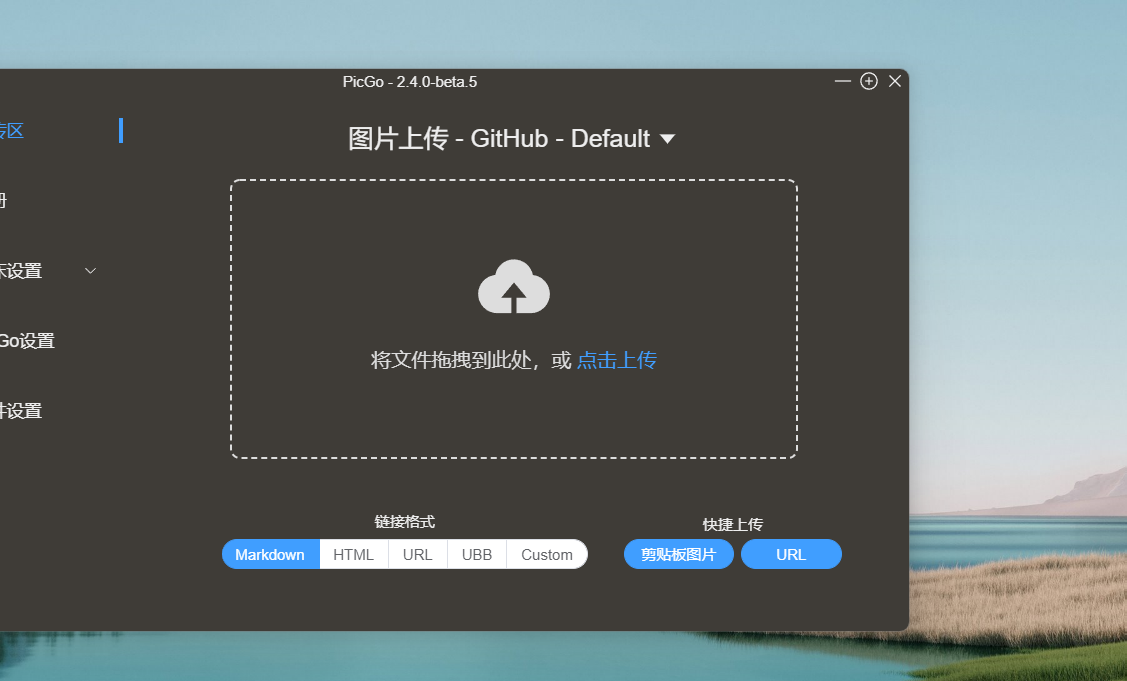 PicGo - 2.4.0-beta.5
传区
图片上传 - GitHub - Default
册
床设置
Go设置
将文件拖拽到此处，或 点击上传
件设置
链接格式
快捷上传
Markdown HTML URL UBB Custom
剪贴板图片 URL